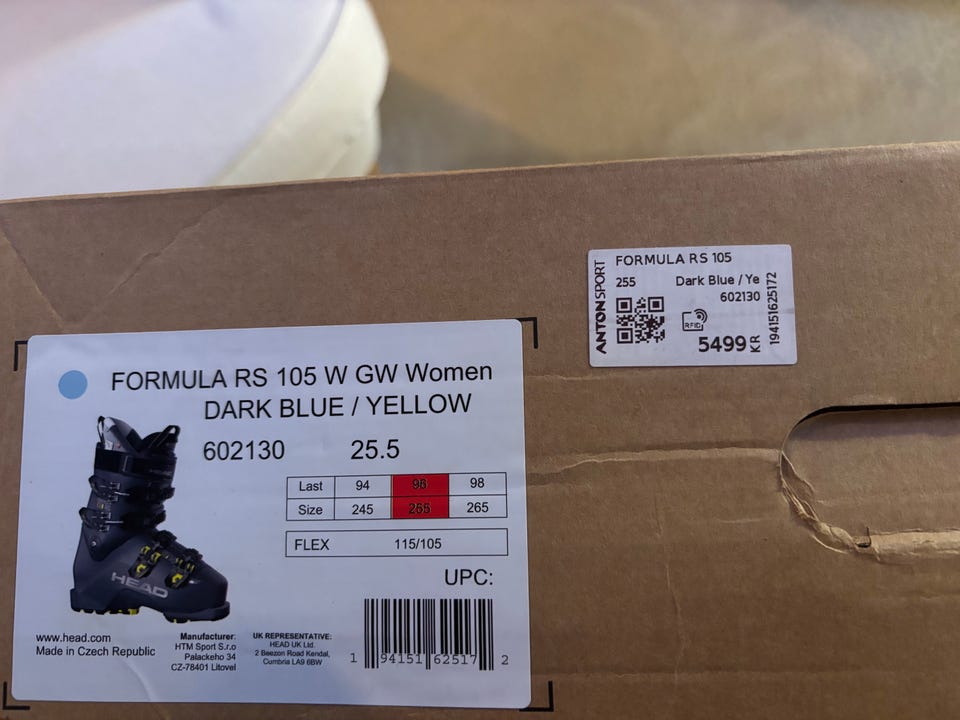 FORMULA RS 105 W GW Women
DARK BLUE / YELLOW
602130 25.5
Last 94 96 98
Size 245 255 265
FLEX 115/105
UPC:
1 94151 62517 2
HEAD
www.head.com
Made in Czech Republic
Manufacturer:
HTM Sport S.r.o
Palackeho 34
CZ-78401 Litovel
UK REPRESENTATIVE:
HEAD UK Ltd.
2 Beezon Road Kendal,
Cumbria LA9 6BW
ANTON SPORT
FORMULA RS 105
255 Dark Blue / Ye
602130
RFID
5499 KR
194151625172